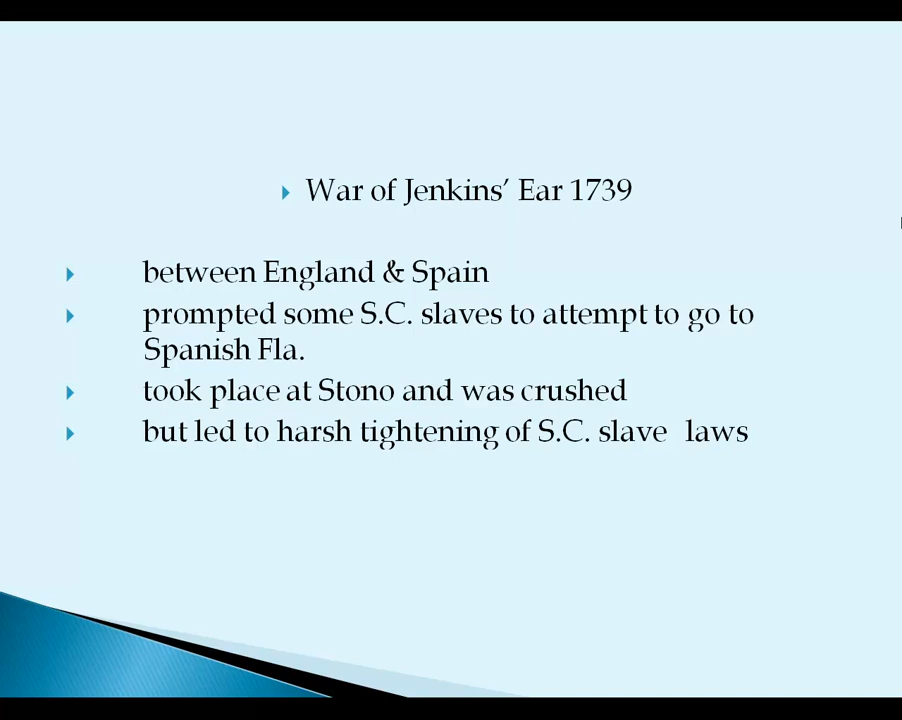 War of Jenkins’ Ear 1739
between England & Spain
prompted some S.C. slaves to attempt to go to
Spanish Fla.
took place at Stono and was crushed
but led to harsh tightening of S.C. slave laws